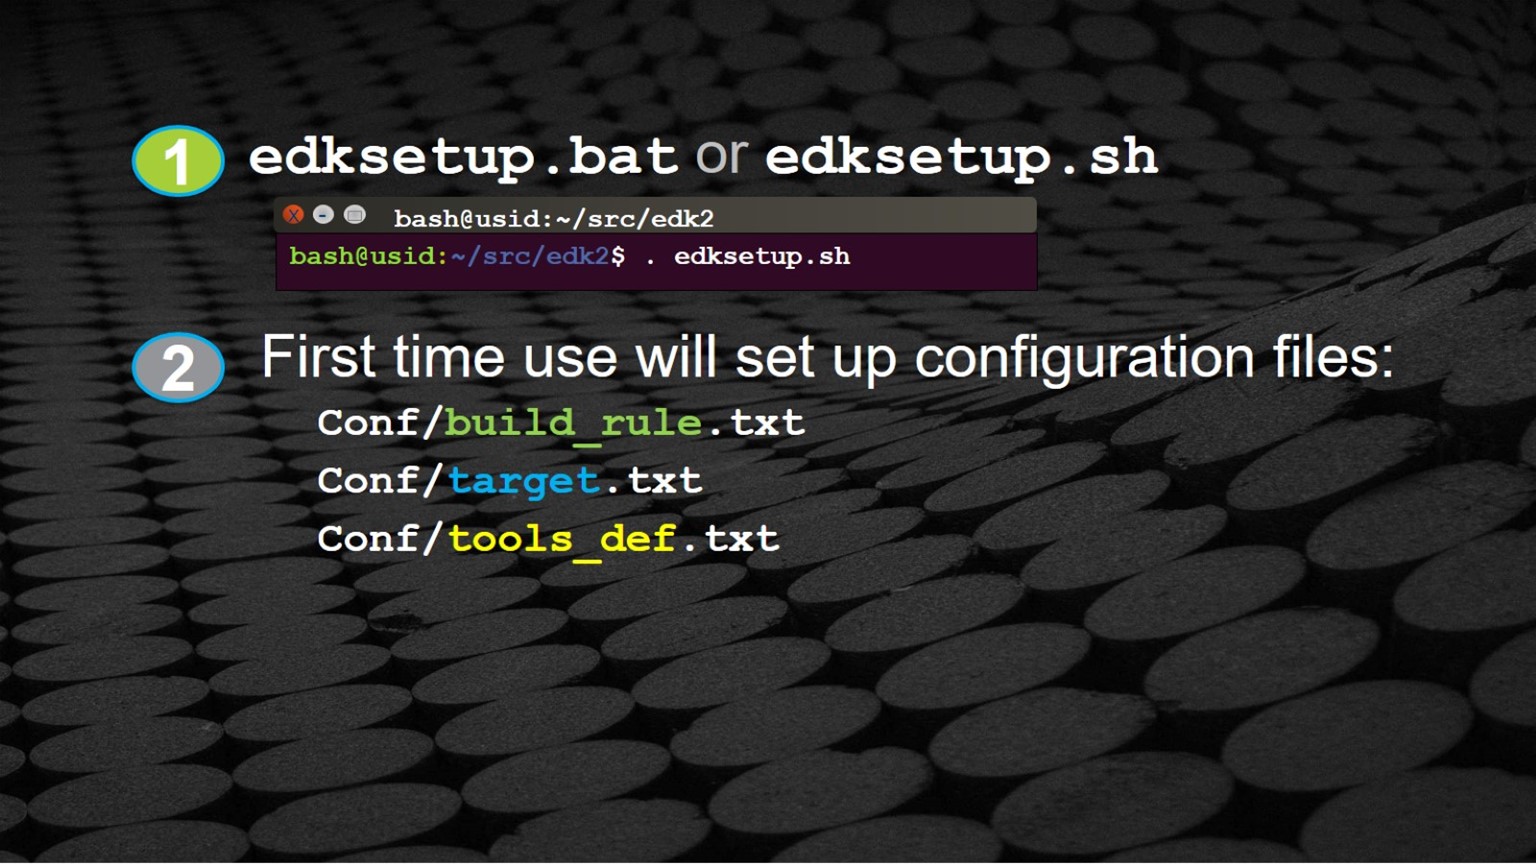 1 edksetup.bat or edksetup.sh
X - bash@usid:~/src/edk2
bash@usid:~/src/edk2$ . edksetup.sh
2 First time use will set up configuration files:
Conf/build_rule.txt
Conf/target.txt
Conf/tools_def.txt